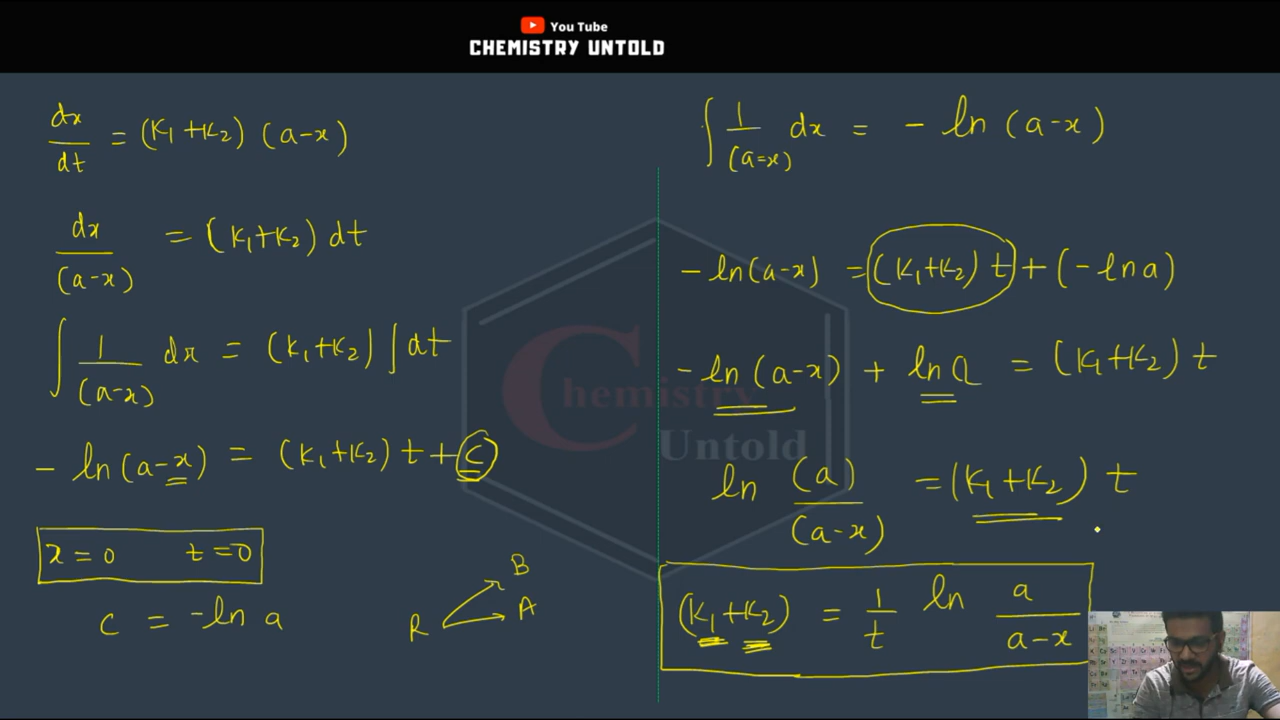 You Tube
CHEMISTRY UNTOLD
dx/dt = (K₁+K₂) (a-x)
dx/(a-x) = (K₁+K₂) dt
∫ 1/(a-x) dx = (K₁+K₂) ∫ dt
- ln (a-x) = (K₁+K₂) t + C
x = 0 t = 0
C = -ln a
B
R A
∫ 1/(a-x) dx = - ln (a-x)
- ln (a-x) = (K₁+K₂) t + (- ln a)
- ln (a-x) + ln a = (K₁+K₂) t
ln (a)/(a-x) = (K₁+K₂) t
(K₁+K₂) = 1/t ln a/a-x
Chemistry
Untold